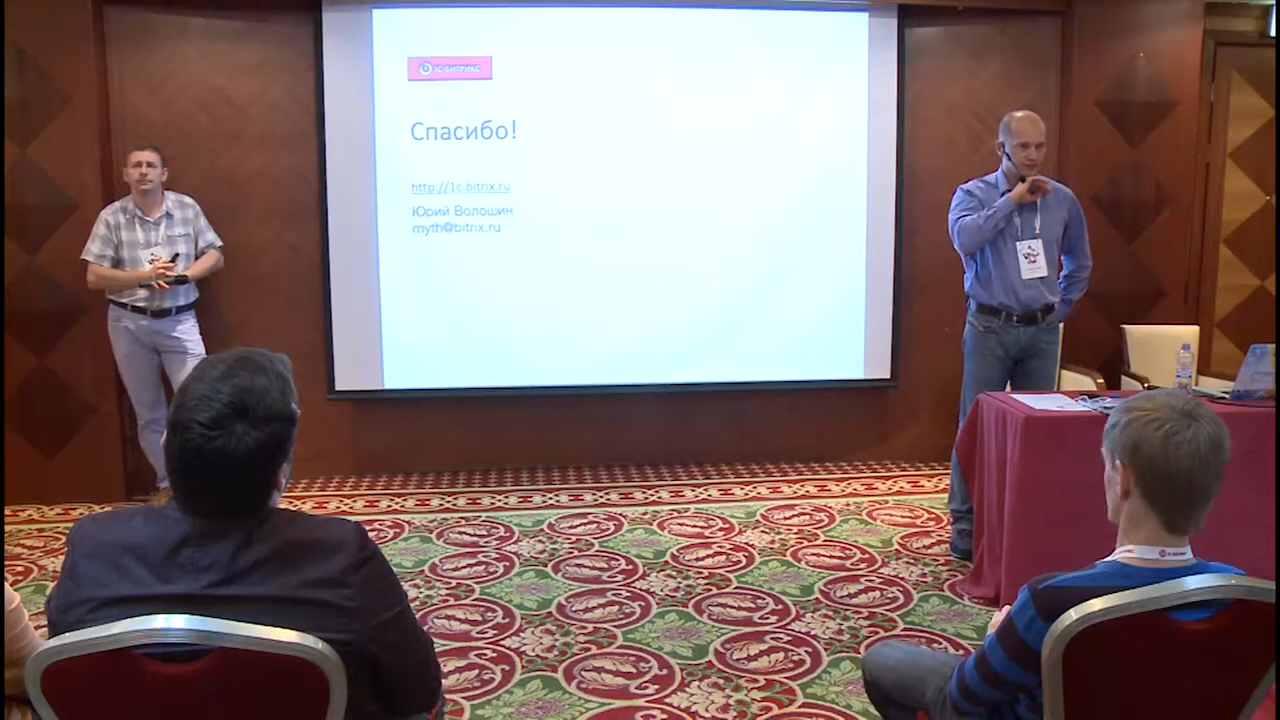 1С-БИТРИКС
Спасибо!
http://1c.bitrix.ru
Юрий Волошин
myth@bitrix.ru